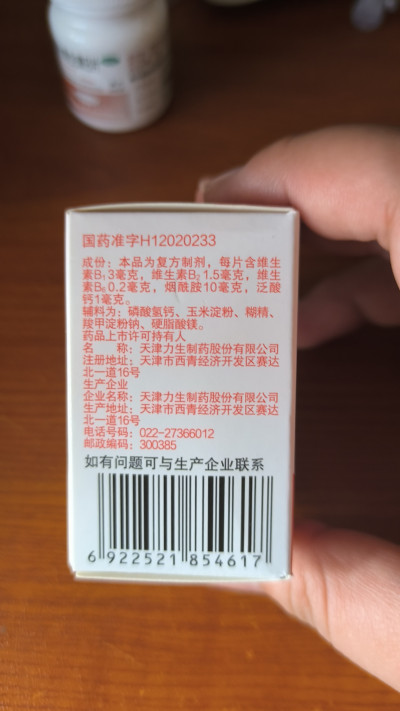 国药准字H12020233
成份：本品为复方制剂，每片含维生
素B₁3毫克，维生素B₂ 1.5毫克，维生
素B₆ 0.2毫克，烟酰胺10毫克，泛酸
钙1毫克。
辅料为：磷酸氢钙、玉米淀粉、糊精、
羧甲淀粉钠、硬脂酸镁。
药品上市许可持有人
名　　称：天津力生制药股份有限公司
注册地址：天津市西青经济开发区赛达
北一道16号
生产企业
企业名称：天津力生制药股份有限公司
生产地址：天津市西青经济开发区赛达
北一道16号
电话号码：022-27366012
邮政编码：300385
如有问题可与生产企业联系
6 922521 854617